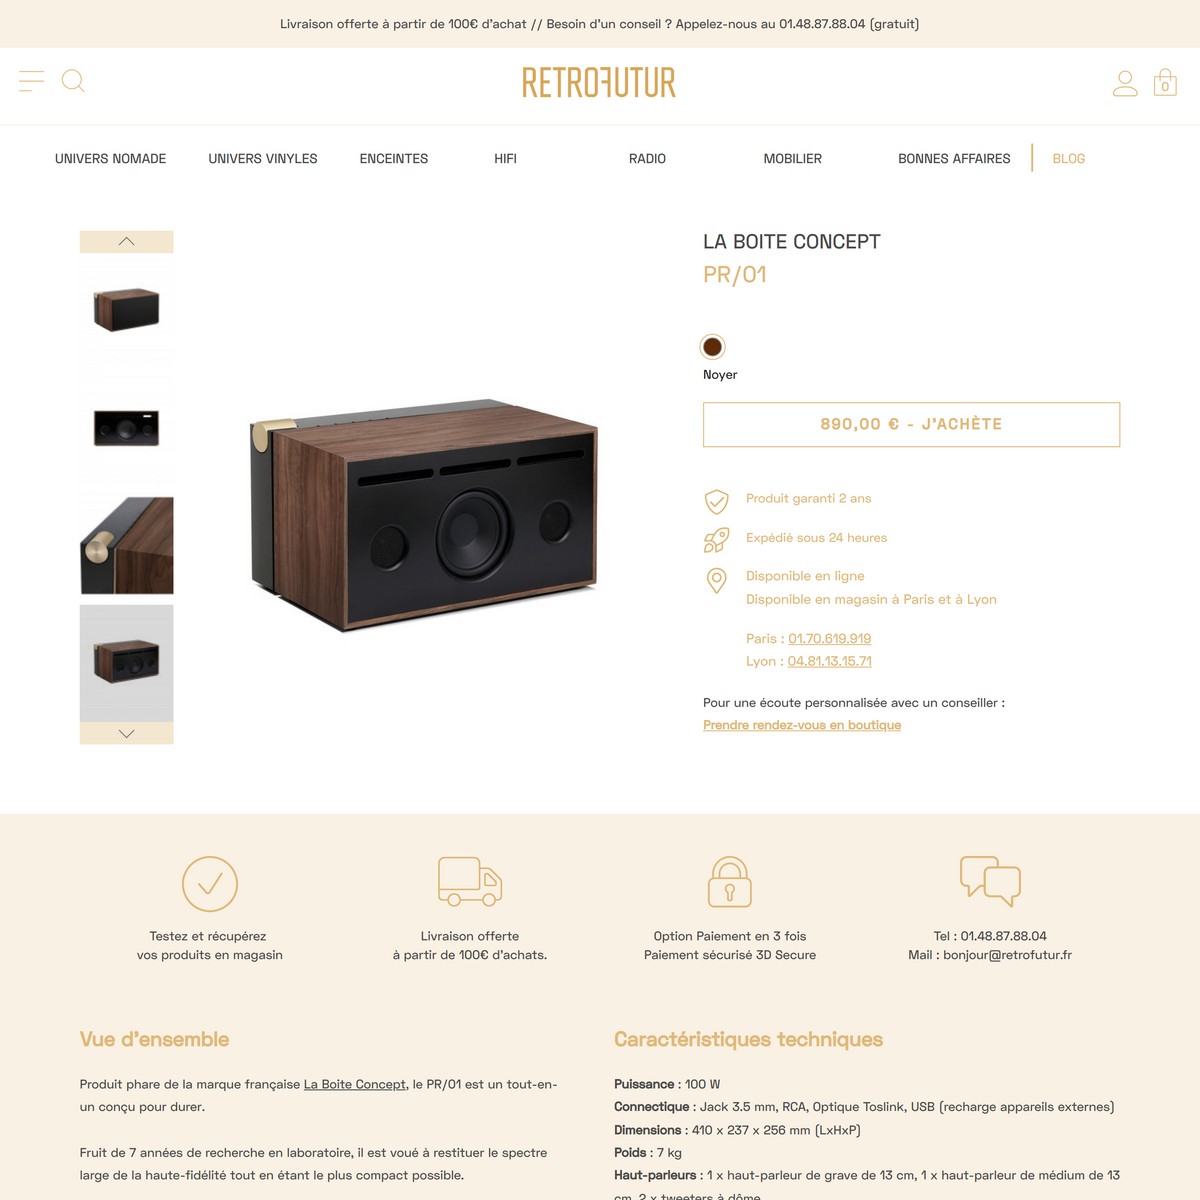 Livraison offerte à partir de 100€ d'achat // Besoin d'un conseil ? Appelez-nous au 01.48.87.88.04 (gratuit)
RETROFUTUR
0
UNIVERS NOMADE
UNIVERS VINYLES
ENCEINTES
HIFI
RADIO
MOBILIER
BONNES AFFAIRES
BLOG
LA BOITE CONCEPT
PR/01
Noyer
890,00 € - J'ACHÈTE
Produit garanti 2 ans
Expédié sous 24 heures
Disponible en ligne
Disponible en magasin à Paris et à Lyon
Paris : 01.70.619.919
Lyon : 04.81.13.15.71
Pour une écoute personnalisée avec un conseiller :
Prendre rendez-vous en boutique
Testez et récupérez
vos produits en magasin
Livraison offerte
à partir de 100€ d'achats.
Option Paiement en 3 fois
Paiement sécurisé 3D Secure
Tel : 01.48.87.88.04
Mail : bonjour@retrofutur.fr
Vue d'ensemble
Produit phare de la marque française La Boite Concept, le PR/01 est un tout-en-
un conçu pour durer.
Fruit de 7 années de recherche en laboratoire, il est voué à restituer le spectre
large de la haute-fidélité tout en étant le plus compact possible.
Caractéristiques techniques
Puissance : 100 W
Connectique : Jack 3.5 mm, RCA, Optique Toslink, USB (recharge appareils externes)
Dimensions : 410 x 237 x 256 mm (LxHxP)
Poids : 7 kg
Haut-parleurs : 1 x haut-parleur de grave de 13 cm, 1 x haut-parleur de médium de 13
cm, 2 x tweeters à dôme